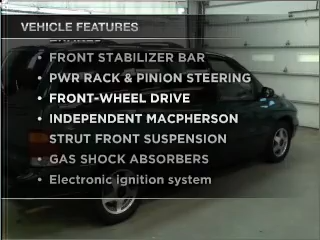 VEHICLE FEATURES
• FRONT STABILIZER BAR
• PWR RACK & PINION STEERING
• FRONT-WHEEL DRIVE
• INDEPENDENT MACPHERSON
STRUT FRONT SUSPENSION
• GAS SHOCK ABSORBERS
• Electronic ignition system